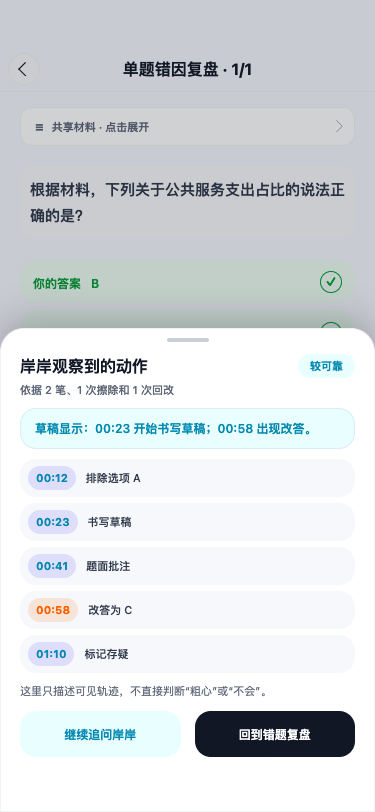 单题错因复盘 · 1/1
共享材料 · 点击展开
根据材料，下列关于公共服务支出占比的说法正
确的是?
你的答案 B
岸岸观察到的动作
较可靠
依据 2 笔、1 次擦除和 1 次回改
草稿显示：00:23 开始书写草稿；00:58 出现改答。
00:12 排除选项 A
00:23 书写草稿
00:41 题面批注
00:58 改答为 C
01:10 标记存疑
这里只描述可见轨迹，不直接判断“粗心”或“不会”。
继续追问岸岸
回到错题复盘